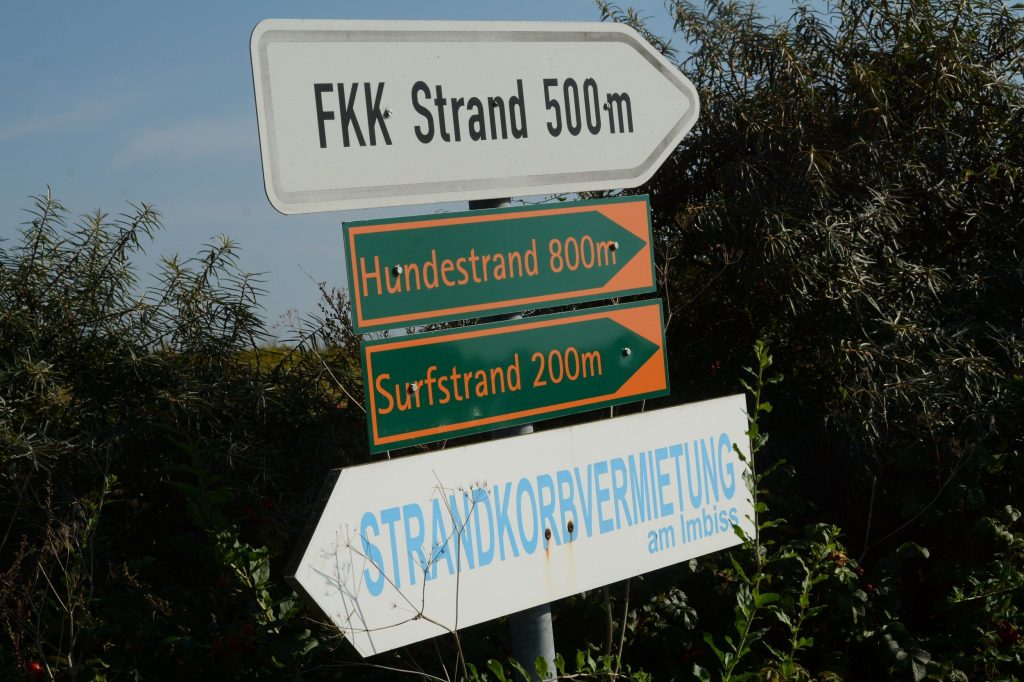 FKK Strand 500m
Hundestrand 800m
Surfstrand 200m
STRANDKORBVERMIETUNG
am Imbiss